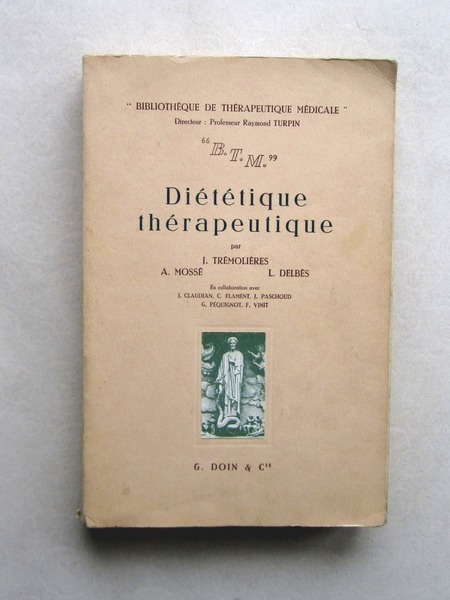 " BIBLIOTHÈQUE DE THÉRAPEUTIQUE MÉDICALE "
Directeur : Professeur Raymond TURPIN
“ B. T. M. ”
Diététique
thérapeutique
par
J. TRÉMOLIÈRES
A. MOSSÉ L. DELBÈS
En collaboration avec
I. CLAUDIAN, C. FLAMENT, J. PASCHOUD
G. PÉQUIGNOT, F. VINIT
G. DOIN & Cie